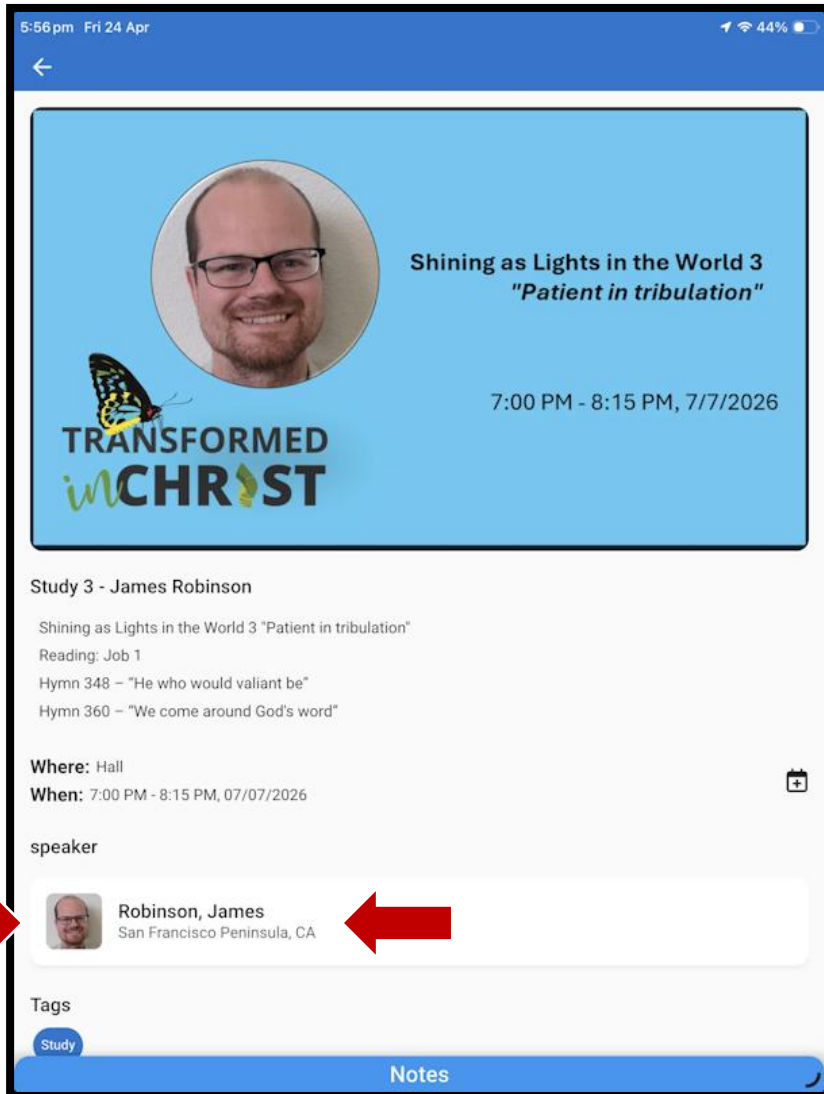 5:56 pm Fri 24 Apr
44%
Shining as Lights in the World 3
"Patient in tribulation"
7:00 PM - 8:15 PM, 7/7/2026
TRANSFORMED
inCHRIST
Study 3 - James Robinson
Shining as Lights in the World 3 "Patient in tribulation"
Reading: Job 1
Hymn 348 – "He who would valiant be"
Hymn 360 – "We come around God's word"
Where: Hall
When: 7:00 PM - 8:15 PM, 07/07/2026
speaker
Robinson, James
San Francisco Peninsula, CA
Tags
Study
Notes